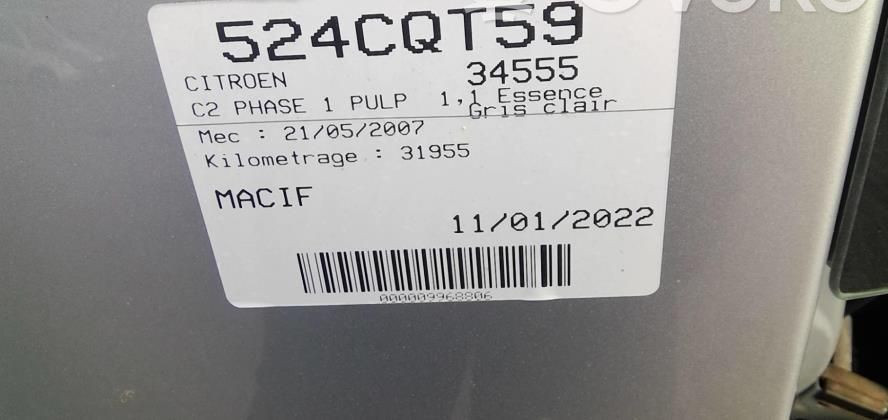 524CQT59
CITROEN 34555
C2 PHASE 1 PULP 1,1 Essence
Gris clair
Mec : 21/05/2007
Kilometrage : 31955
MACIF
11/01/2022
000009968806